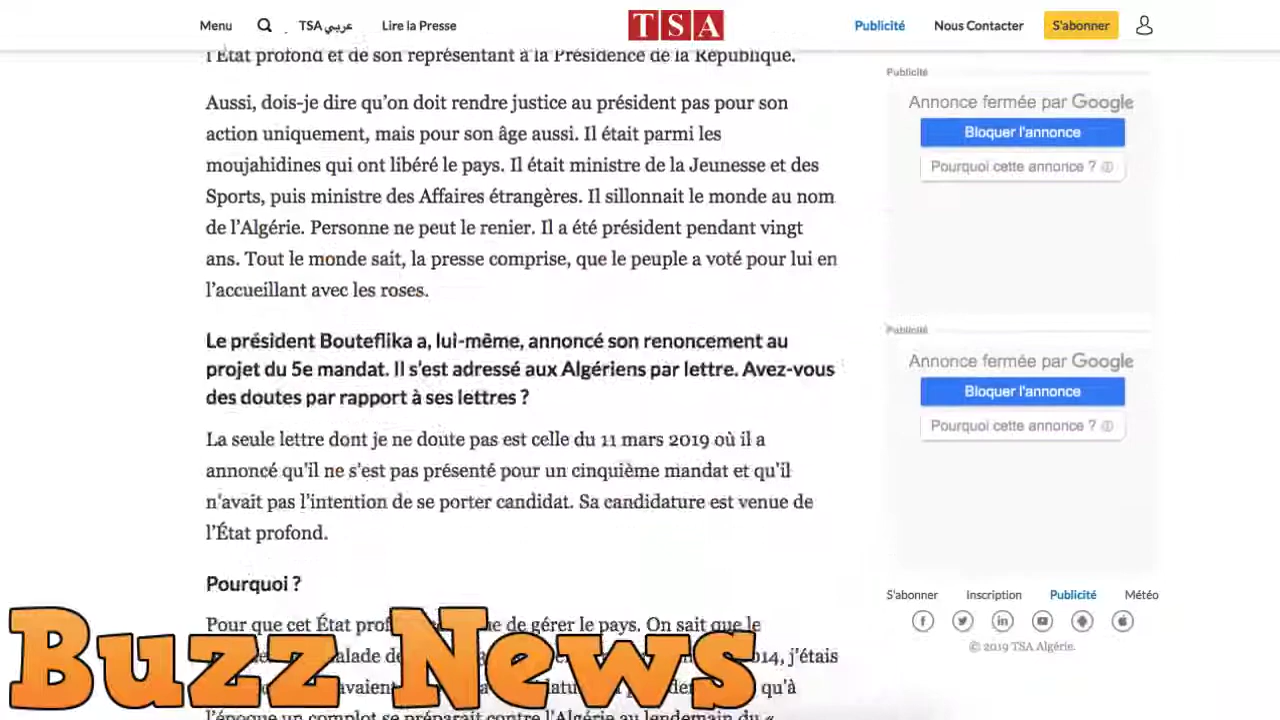 Menu TSA عربي Lire la Presse TSA Publicité Nous Contacter S'abonner
l'État profond et de son représentant à la Présidence de la République.
Aussi, dois-je dire qu'on doit rendre justice au président pas pour son
action uniquement, mais pour son âge aussi. Il était parmi les
moujahidines qui ont libéré le pays. Il était ministre de la Jeunesse et des
Sports, puis ministre des Affaires étrangères. Il sillonnait le monde au nom
de l'Algérie. Personne ne peut le renier. Il a été président pendant vingt
ans. Tout le monde sait, la presse comprise, que le peuple a voté pour lui en
l'accueillant avec les roses.
Le président Bouteflika a, lui-même, annoncé son renoncement au
projet du 5e mandat. Il s'est adressé aux Algériens par lettre. Avez-vous
des doutes par rapport à ses lettres ?
La seule lettre dont je ne doute pas est celle du 11 mars 2019 où il a
annoncé qu'il ne s'est pas présenté pour un cinquième mandat et qu'il
n'avait pas l'intention de se porter candidat. Sa candidature est venue de
l'État profond.
Pourquoi ?
Pour que cet État de gérer le pays. On sait que le
j'étais
qu'à
l'époque un complot se préparait contre l'Algérie au lendemain du «
Publicité
Annonce fermée par Google
Bloquer l'annonce
Pourquoi cette annonce ?
Publicité
Annonce fermée par Google
Bloquer l'annonce
Pourquoi cette annonce ?
S'abonner Inscription Publicité Météo
© 2019 TSA Algérie.
Buzz News